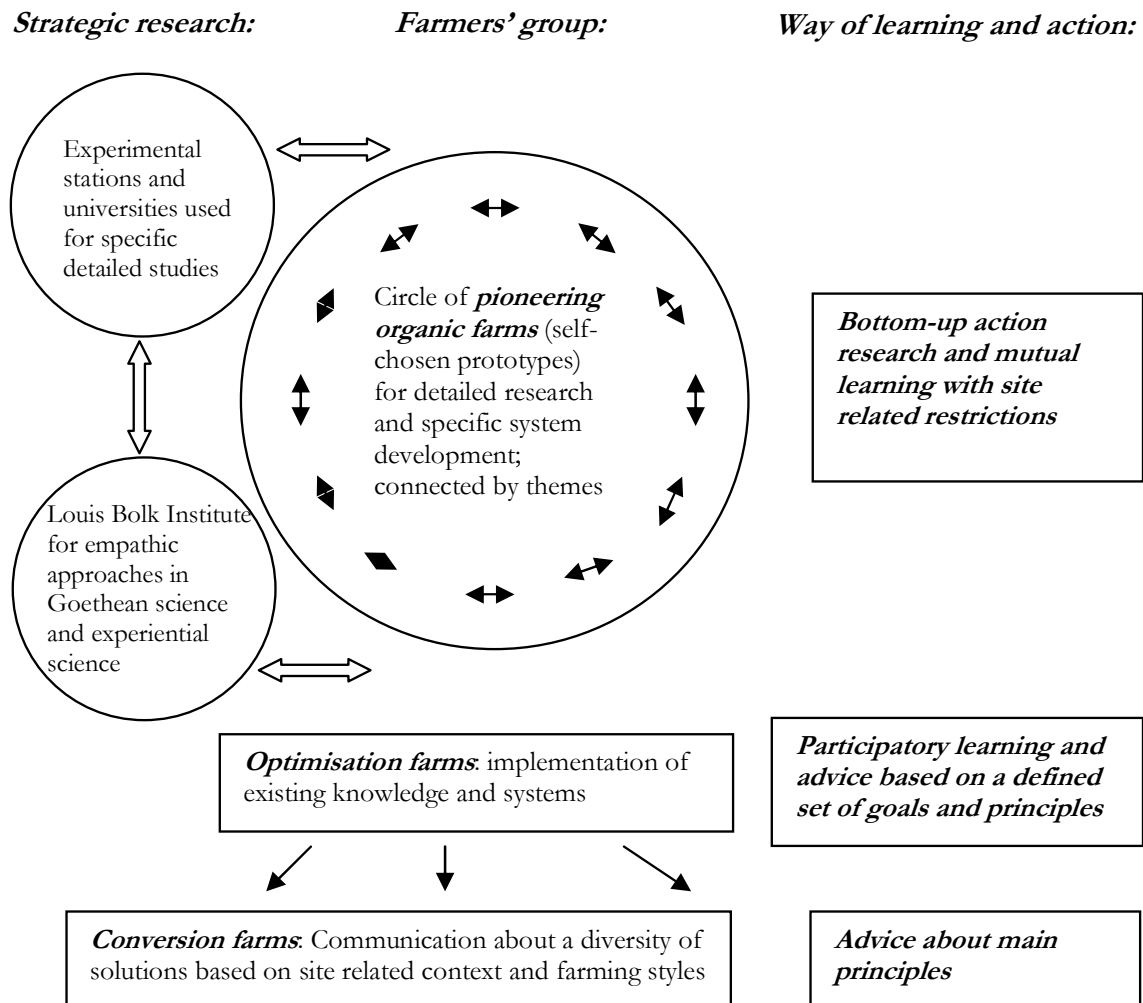 Strategic research:
Farmers' group:
Way of learning and action:
Experimental
stations and
universities used
for specific
detailed studies
Circle of pioneering
organic farms (self-
chosen prototypes)
for detailed research
and specific system
development;
connected by themes
Bottom-up action
research and mutual
learning with site
related restrictions
Louis Bolk Institute
for empathic
approaches in
Goethean science
and experiential
science
Optimisation farms: implementation of
existing knowledge and systems
Participatory learning and
advice based on a defined
set of goals and principles
Conversion farms: Communication about a diversity of
solutions based on site related context and farming styles
Advice about main
principles